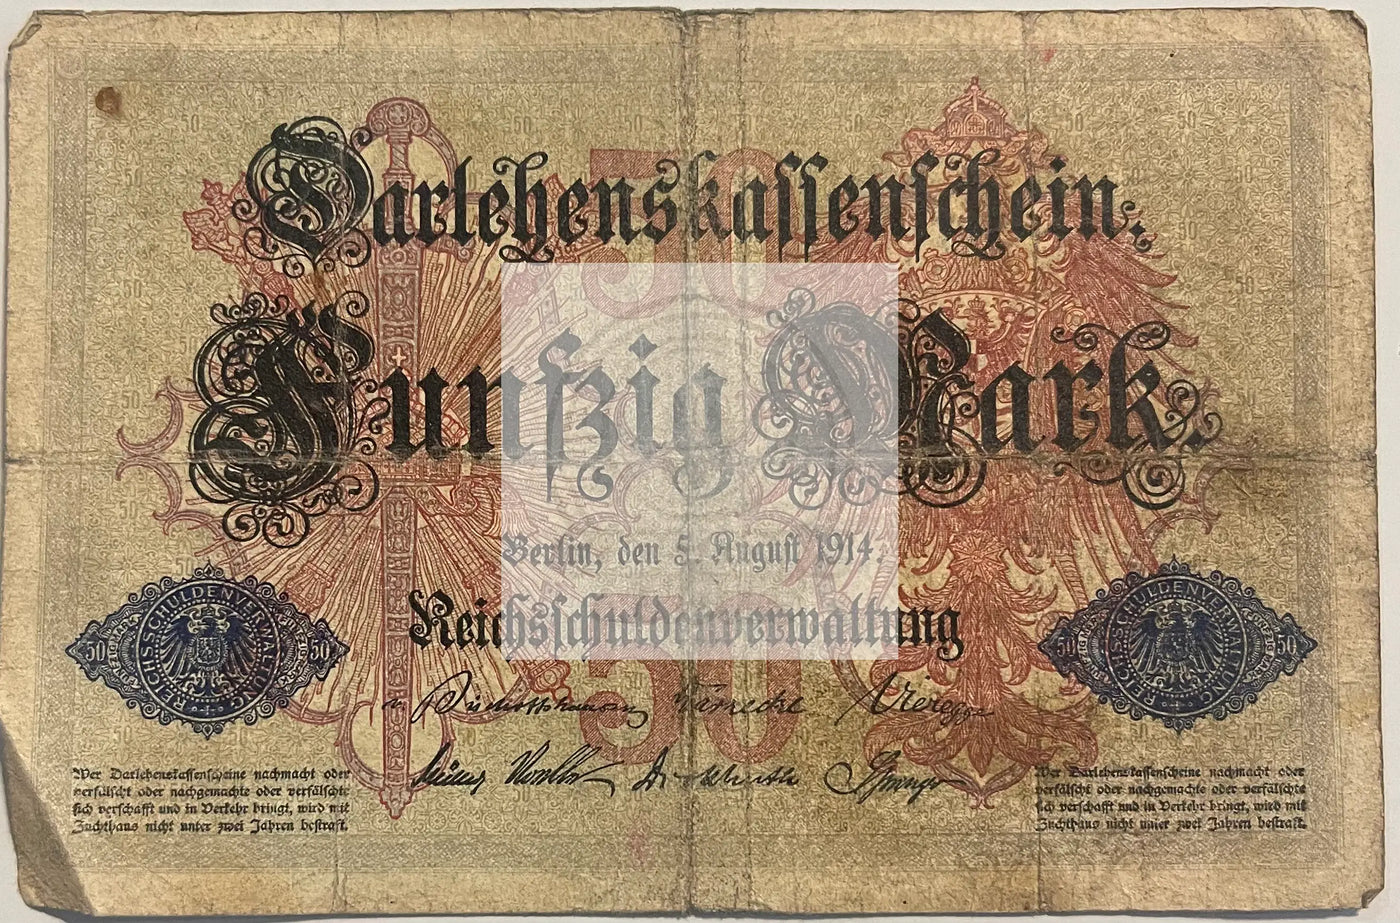 Darlehenskassenschein.
50
Fünfzig Mark.
Berlin, den 5. August 1914.
Reichsschuldenverwaltung
50
50 REICHSSCHULDENVERWALTUNG 50
50 REICHSSCHULDENVERWALTUNG 50
Wer Darlehenskassenscheine nachmacht oder
verfälscht oder nachgemachte oder verfälschte
sich verschafft und in Verkehr bringt, wird mit
Zuchthaus nicht unter zwei Jahren bestraft.
Wer Darlehenskassenscheine nachmacht oder
verfälscht oder nachgemachte oder verfälschte
sich verschafft und in Verkehr bringt, wird mit
Zuchthaus nicht unter zwei Jahren bestraft.